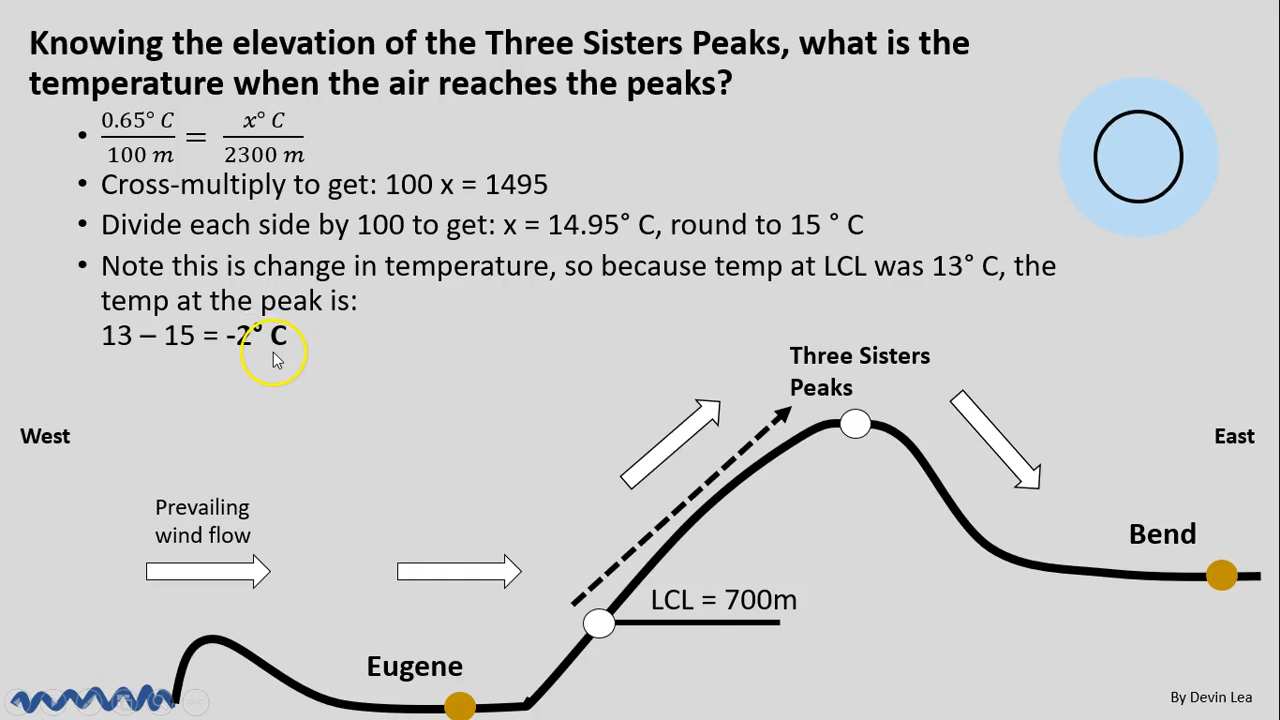 Knowing the elevation of the Three Sisters Peaks, what is the
temperature when the air reaches the peaks?
• 0.65° C / 100 m = x° C / 2300 m
• Cross-multiply to get: 100 x = 1495
• Divide each side by 100 to get: x = 14.95° C, round to 15 ° C
• Note this is change in temperature, so because temp at LCL was 13° C, the
temp at the peak is:
13 – 15 = -2° C
Three Sisters
Peaks
West
East
Prevailing
wind flow
Bend
LCL = 700m
Eugene
By Devin Lea